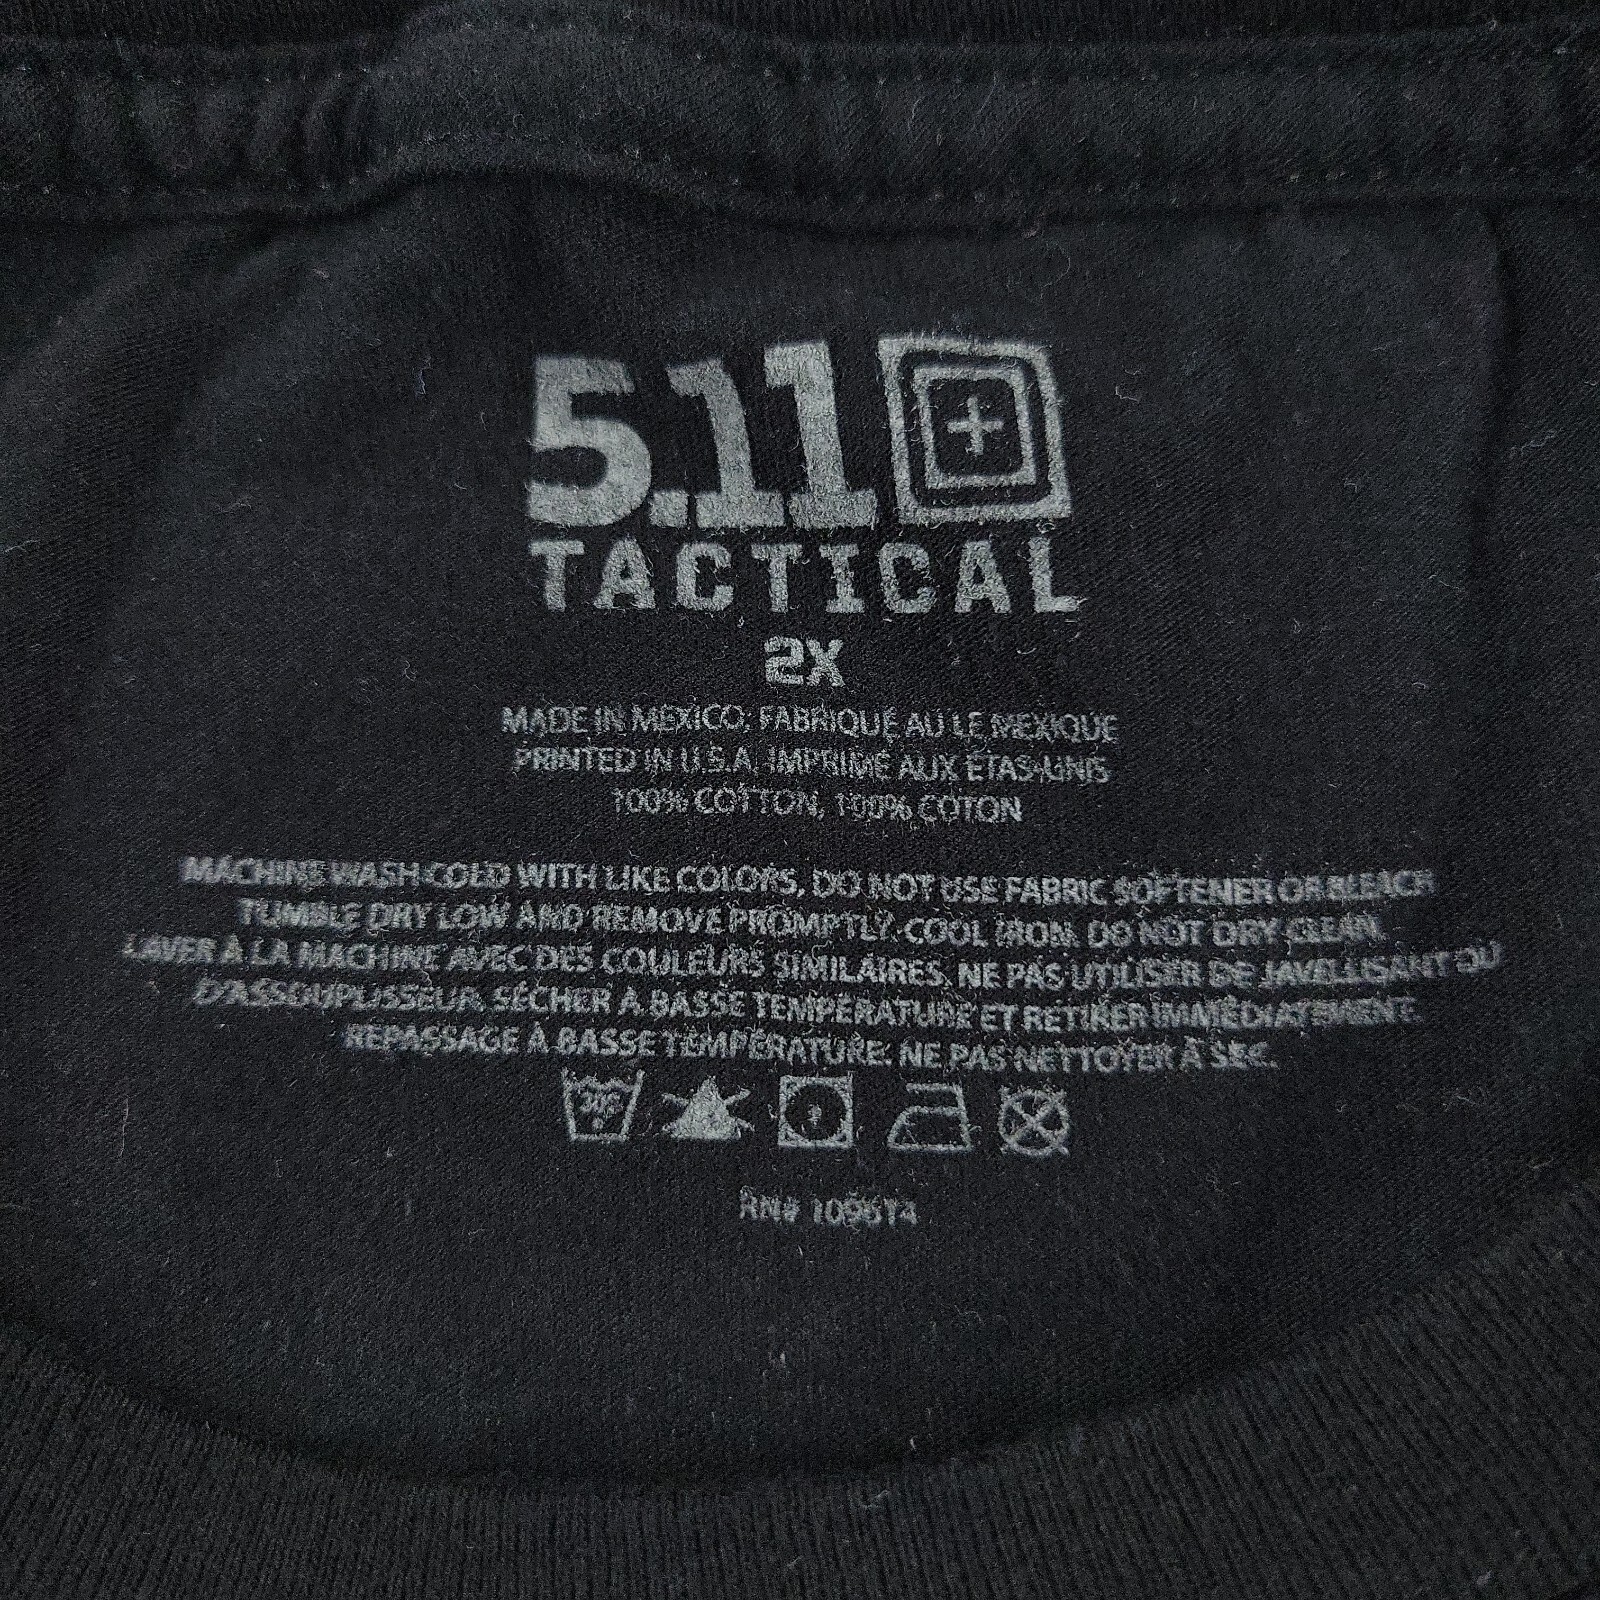 5.11
TACTICAL
2X
MADE IN MEXICO; FABRIQUÉ AU LE MEXIQUE
PRINTED IN U.S.A. IMPRIMÉ AUX ÉTAS-UNIS
100% COTTON, 100% COTON
MACHINE WASH COLD WITH LIKE COLORS, DO NOT USE FABRIC SOFTENER OR BLEACH
TUMBLE DRY LOW AND REMOVE PROMPTLY. COOL IRON. DO NOT DRY CLEAN.
LAVER À LA MACHINE AVEC DES COULEURS SIMILAIRES, NE PAS UTILISER DE JAVELLISANT OU
D'ASSOUPLISSEUR. SÉCHER À BASSE TEMPÉRATURE ET RETIRER IMMÉDIATEMENT.
REPASSAGE À BASSE TEMPÉRATURE. NE PAS NETTOYER À SEC.
RN# 109614